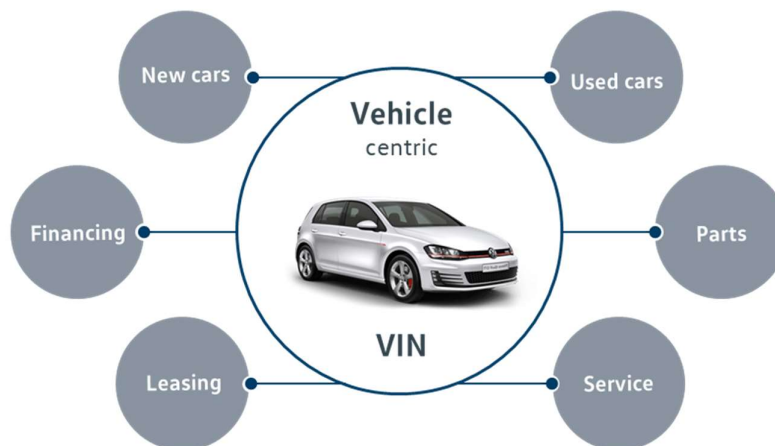 New cars
Used cars
Vehicle
centric
Financing
Parts
VIN
Leasing
Service